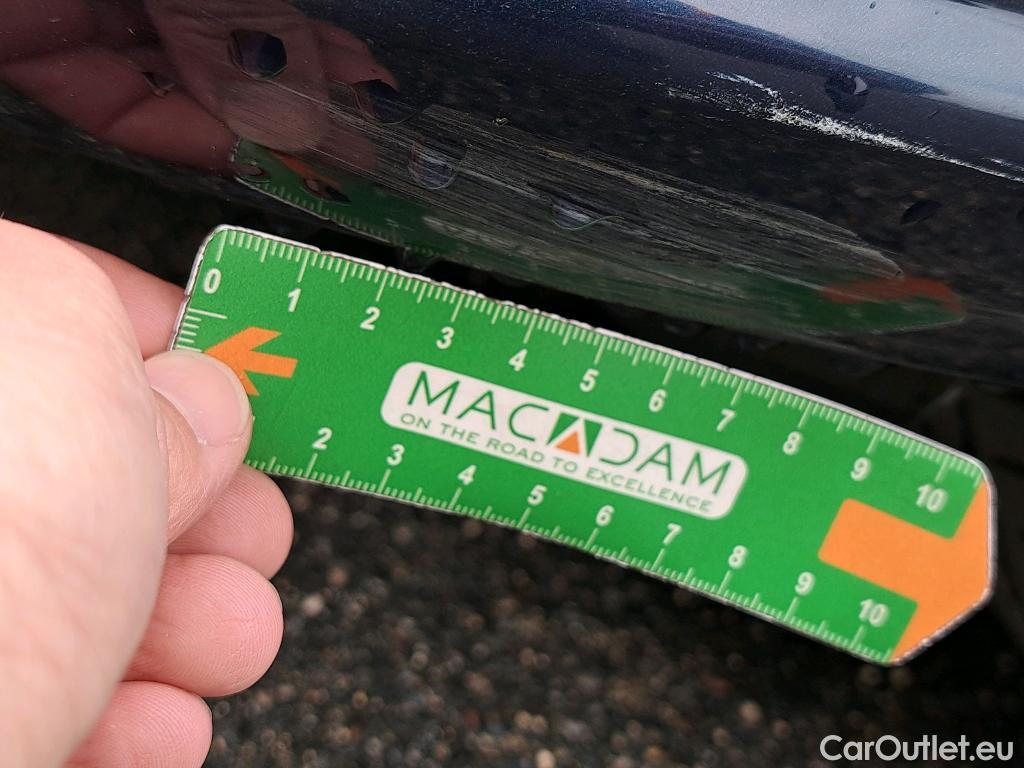 0 1 2 3 4 5 6 7 8 9 10
MACADAM
ON THE ROAD TO EXCELLENCE
2 3 4 5 6 7 8 9 10
CarOutlet.eu